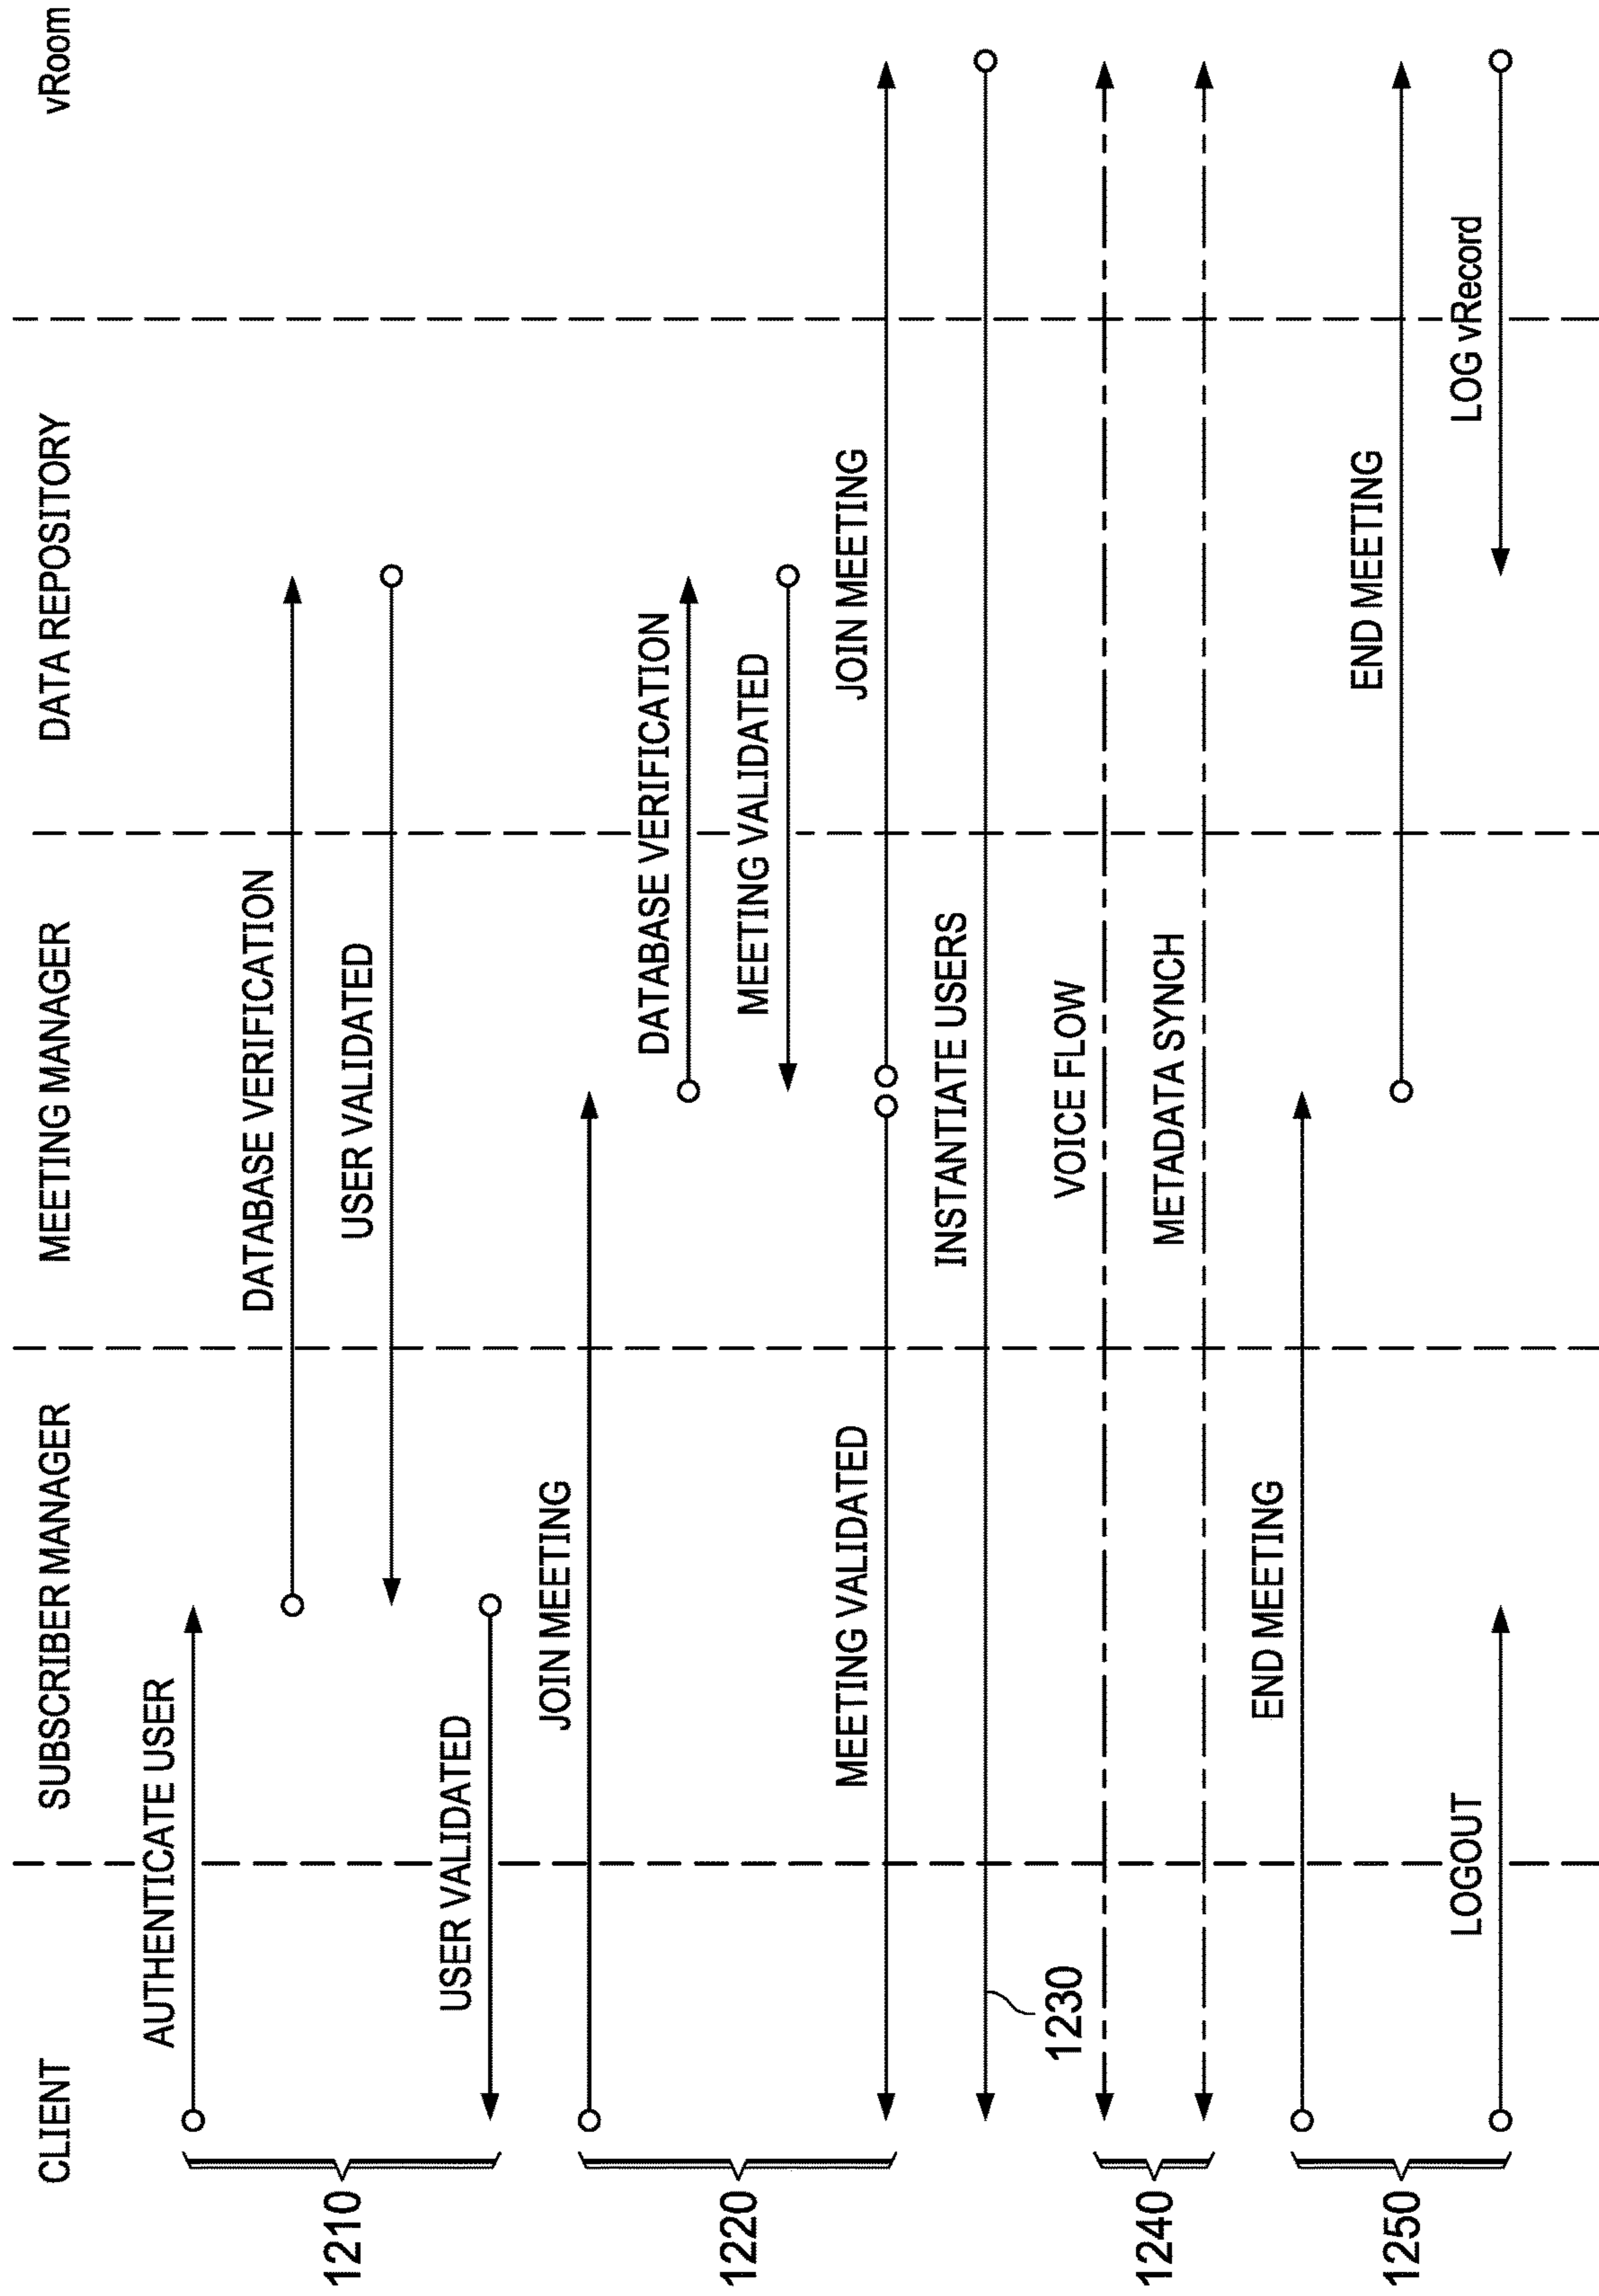 CLIENT
SUBSCRIBER MANAGER
MEETING MANAGER
DATA REPOSITORY
vRoom
1210
AUTHENTICATE USER
DATABASE VERIFICATION
USER VALIDATED
USER VALIDATED
1220
JOIN MEETING
DATABASE VERIFICATION
MEETING VALIDATED
MEETING VALIDATED
JOIN MEETING
INSTANTIATE USERS
1230
1240
VOICE FLOW
METADATA SYNCH
1250
END MEETING
END MEETING
LOGOUT
LOG vRecord